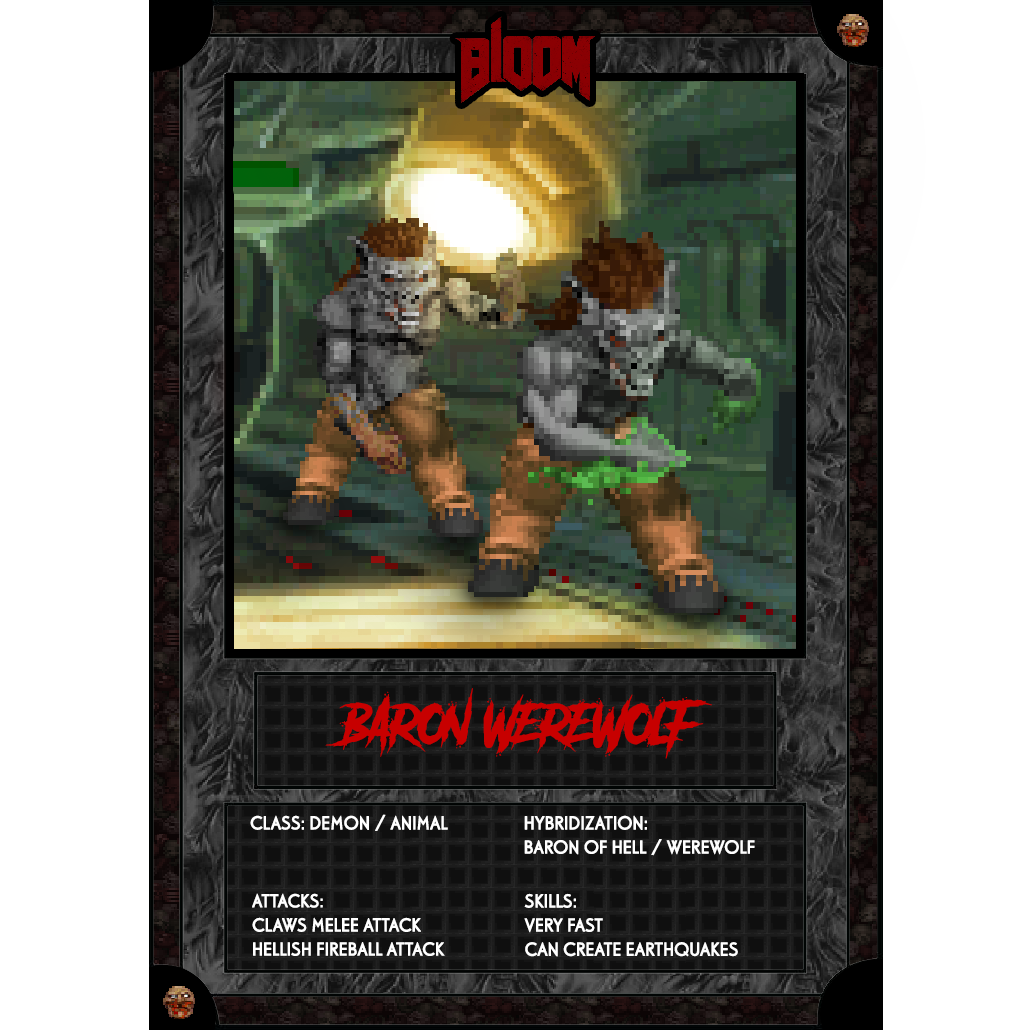 BLOOM
BARON WEREWOLF
CLASS: DEMON / ANIMAL
HYBRIDIZATION:
BARON OF HELL / WEREWOLF
ATTACKS:
CLAWS MELEE ATTACK
HELLISH FIREBALL ATTACK
SKILLS:
VERY FAST
CAN CREATE EARTHQUAKES